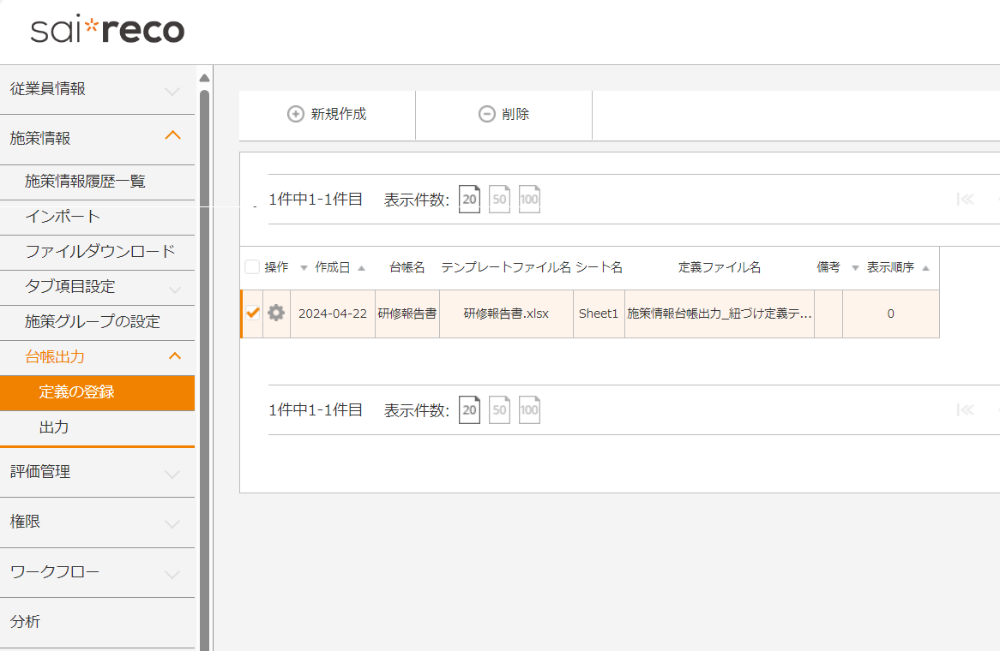 sai*reco
従業員情報
施策情報
施策情報履歴一覧
インポート
ファイルダウンロード
タブ項目設定
施策グループの設定
台帳出力
定義の登録
出力
評価管理
権限
ワークフロー
分析
新規作成 削除
1件中1-1件目 表示件数: 20 50 100
操作 作成日 台帳名 テンプレートファイル名 シート名 定義ファイル名 備考 表示順序
2024-04-22 研修報告書 研修報告書.xlsx Sheet1 施策情報台帳出力_紐づけ定義テ... 0
1件中1-1件目 表示件数: 20 50 100